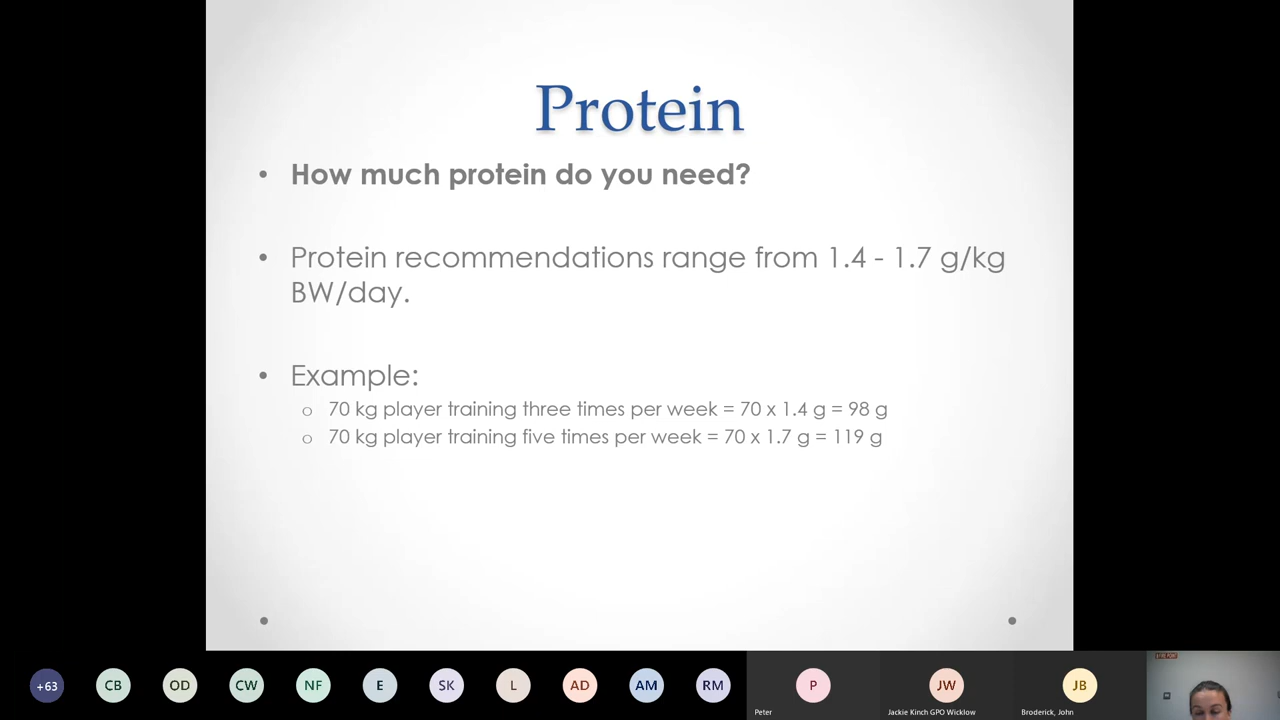 Protein
• How much protein do you need?
• Protein recommendations range from 1.4 - 1.7 g/kg
BW/day.
• Example:
o 70 kg player training three times per week = 70 x 1.4 g = 98 g
o 70 kg player training five times per week = 70 x 1.7 g = 119 g
+63 CB OD CW NF E SK L AD AM RM P JW JB
Peter Jackie Kinch GPO Wicklow Broderick, John